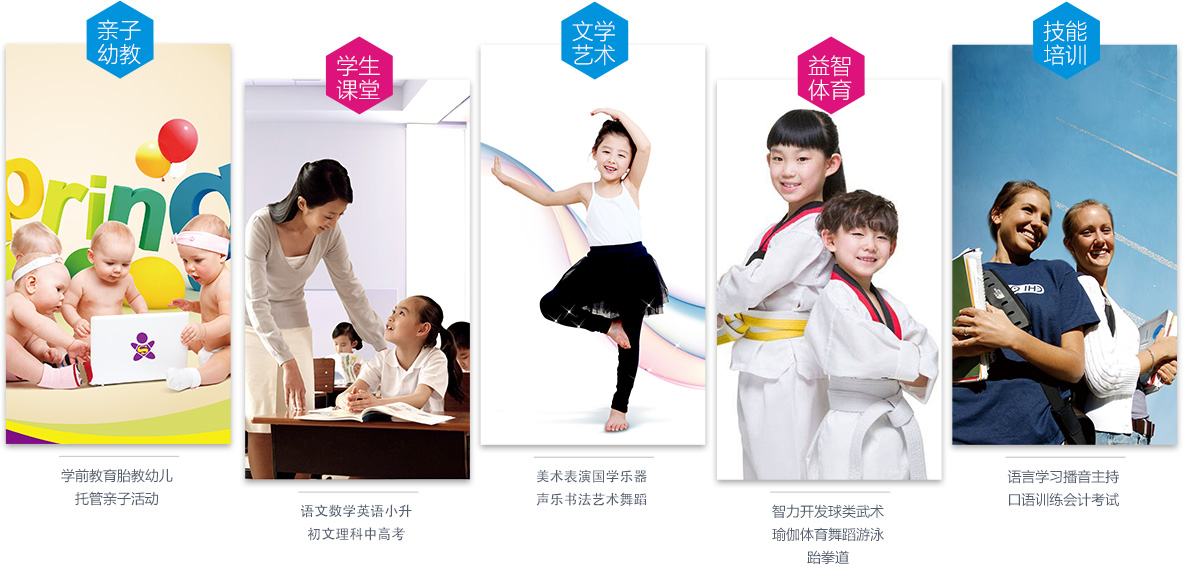 亲子
幼教
学前教育胎教幼儿
托管亲子活动
学生
课堂
语文数学英语小升
初文理科中高考
文学
艺术
美术表演国学乐器
声乐书法艺术舞蹈
益智
体育
智力开发球类武术
瑜伽体育舞蹈游泳
跆拳道
技能
培训
语言学习播音主持
口语训练会计考试